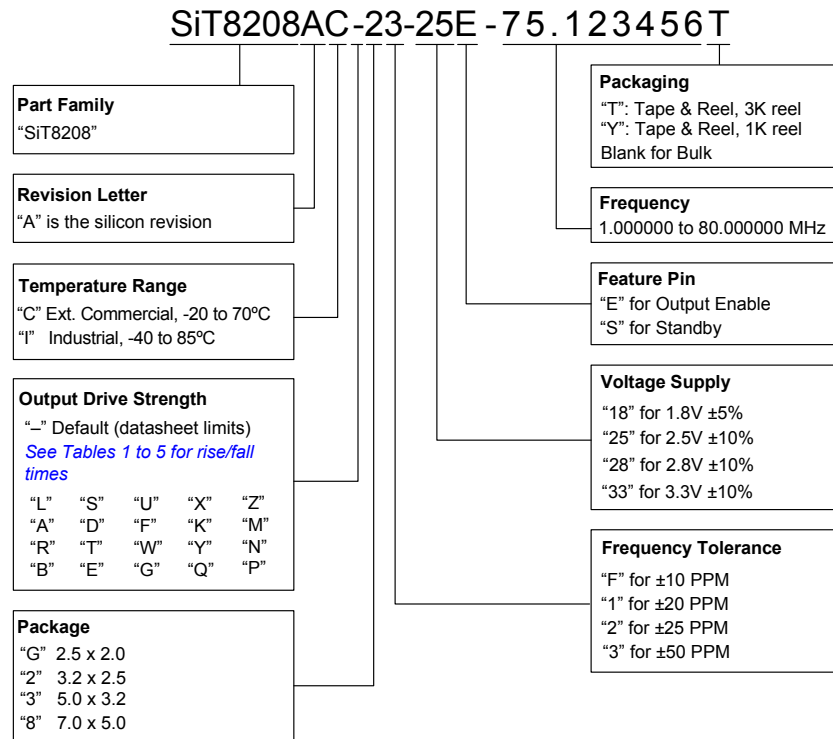 SiT8208AC-23-25E-75.123456T
Part Family
“SiT8208”
Revision Letter
“A” is the silicon revision
Temperature Range
“C” Ext. Commercial, -20 to 70ºC
“I” Industrial, -40 to 85ºC
Output Drive Strength
“–” Default (datasheet limits)
See Tables 1 to 5 for rise/fall
times
“L” “S” “U” “X” “Z”
“A” “D” “F” “K” “M”
“R” “T” “W” “Y” “N”
“B” “E” “G” “Q” “P”
Package
“G” 2.5 x 2.0
“2” 3.2 x 2.5
“3” 5.0 x 3.2
“8” 7.0 x 5.0
Packaging
“T”: Tape & Reel, 3K reel
“Y”: Tape & Reel, 1K reel
Blank for Bulk
Frequency
1.000000 to 80.000000 MHz
Feature Pin
“E” for Output Enable
“S” for Standby
Voltage Supply
“18” for 1.8V ±5%
“25” for 2.5V ±10%
“28” for 2.8V ±10%
“33” for 3.3V ±10%
Frequency Tolerance
“F” for ±10 PPM
“1” for ±20 PPM
“2” for ±25 PPM
“3” for ±50 PPM